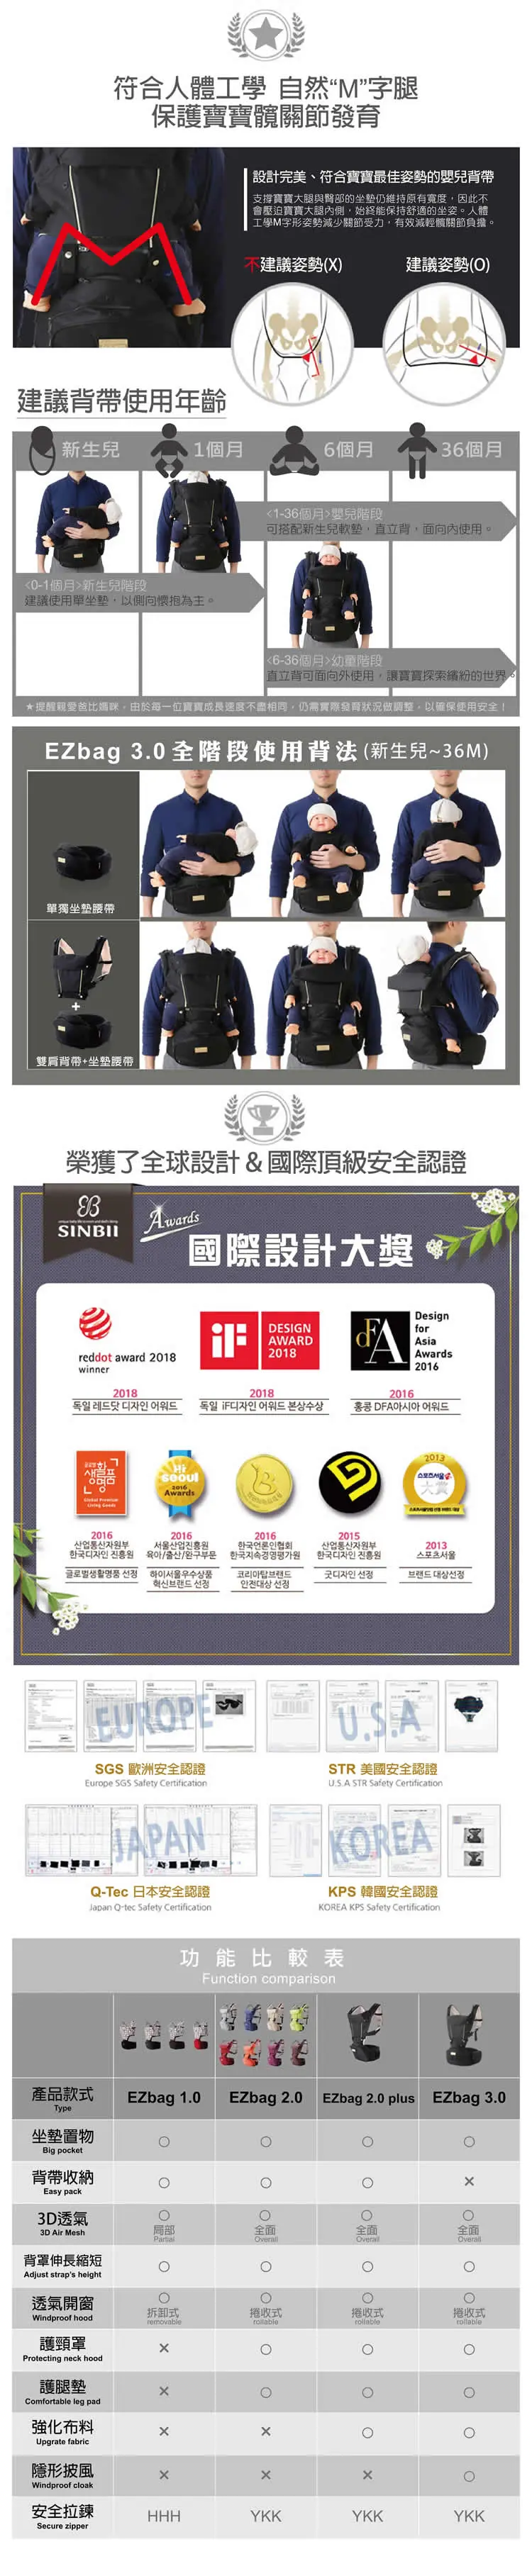 符合人體工學 自然“M”字腿
保護寶寶髖關節發育
設計完美、符合寶寶最佳姿勢的嬰兒背帶
支撐寶寶大腿與臀部的坐墊仍維持原有寬度，因此不
會壓迫寶寶大腿內側，始終能保持舒適的坐姿。人體
工學M字形姿勢減少關節受力，有效減輕髖關節負擔。
不建議姿勢(X)
建議姿勢(O)
建議背帶使用年齡
新生兒 1個月 6個月 36個月
<1-36個月>嬰兒階段
可搭配新生兒軟墊，直立背，面向內使用。
<0-1個月>新生兒階段
建議使用單坐墊，以側向懷抱為主。
<6-36個月>幼童階段
直立背可面向外使用，讓寶寶探索繽紛的世界。
★提醒親愛爸比媽咪，由於每一位寶寶成長速度不盡相同，仍需實際發育狀況做調整，以確保使用安全！
EZbag 3.0 全階段使用背法 (新生兒~36M)
單獨坐墊腰帶
+
雙肩背帶+坐墊腰帶
榮獲了全球設計 & 國際頂級安全認證
SINBII
Awards
國際設計大獎
reddot award 2018
winner
iF
DESIGN
AWARD
2018
dFA
Design
for
Asia
Awards
2016
2018
독일 레드닷 디자인 어워드
2018
독일 iF디자인 어워드 본상수상
2016
홍콩 DFA아시아 어워드
글로벌
생활명품
Global Premium
Living Goods
Hi
Seoul
2016
Awards
2013
스포츠서울
大賞
2016
산업통산자원부
한국디자인 진흥원
글로벌생활명품 선정
2016
서울산업진흥원
육아/출산/완구부문
하이서울우수상품
혁신브랜드 선정
2016
한국언론인협회
한국지속경영평가원
코리아탑브랜드
안전대상 선정
2015
산업통산자원부
한국디자인 진흥원
굿디자인 선정
2013
스포츠서울
브랜드 대상선정
EUROPE
U.S.A
SGS 歐洲安全認證
Europe SGS Safety Certification
STR 美國安全認證
U.S.A STR Safety Certification
JAPAN
KOREA
Q-Tec 日本安全認證
Japan Q-tec Safety Certification
KPS 韓國安全認證
KOREA KPS Safety Certification
功能比較表
Function comparison
產品款式 EZbag 1.0 EZbag 2.0 EZbag 2.0 plus EZbag 3.0
Type
坐墊置物 ○ ○ ○ ○
Big pocket
背帶收納 ○ ○ ○ ×
Easy pack
3D透氣 ○ ○ ○ ○
3D Air Mesh
局部 全面 全面 全面
Partial Overall Overall Overall
背罩伸長縮短 ○ ○ ○ ○
Adjust strap's height
透氣開窗 ○ ○ ○ ○
Windproof hood
拆卸式 捲收式 捲收式 捲收式
removable rollable rollable rollable
護頸罩 × ○ ○ ○
Protecting neck hood
護腿墊 × ○ ○ ○
Comfortable leg pad
強化布料 × × ○ ○
Upgrate fabric
隱形披風 × × × ○
Windproof cloak
安全拉鍊 HHH YKK YKK YKK
Secure zipper